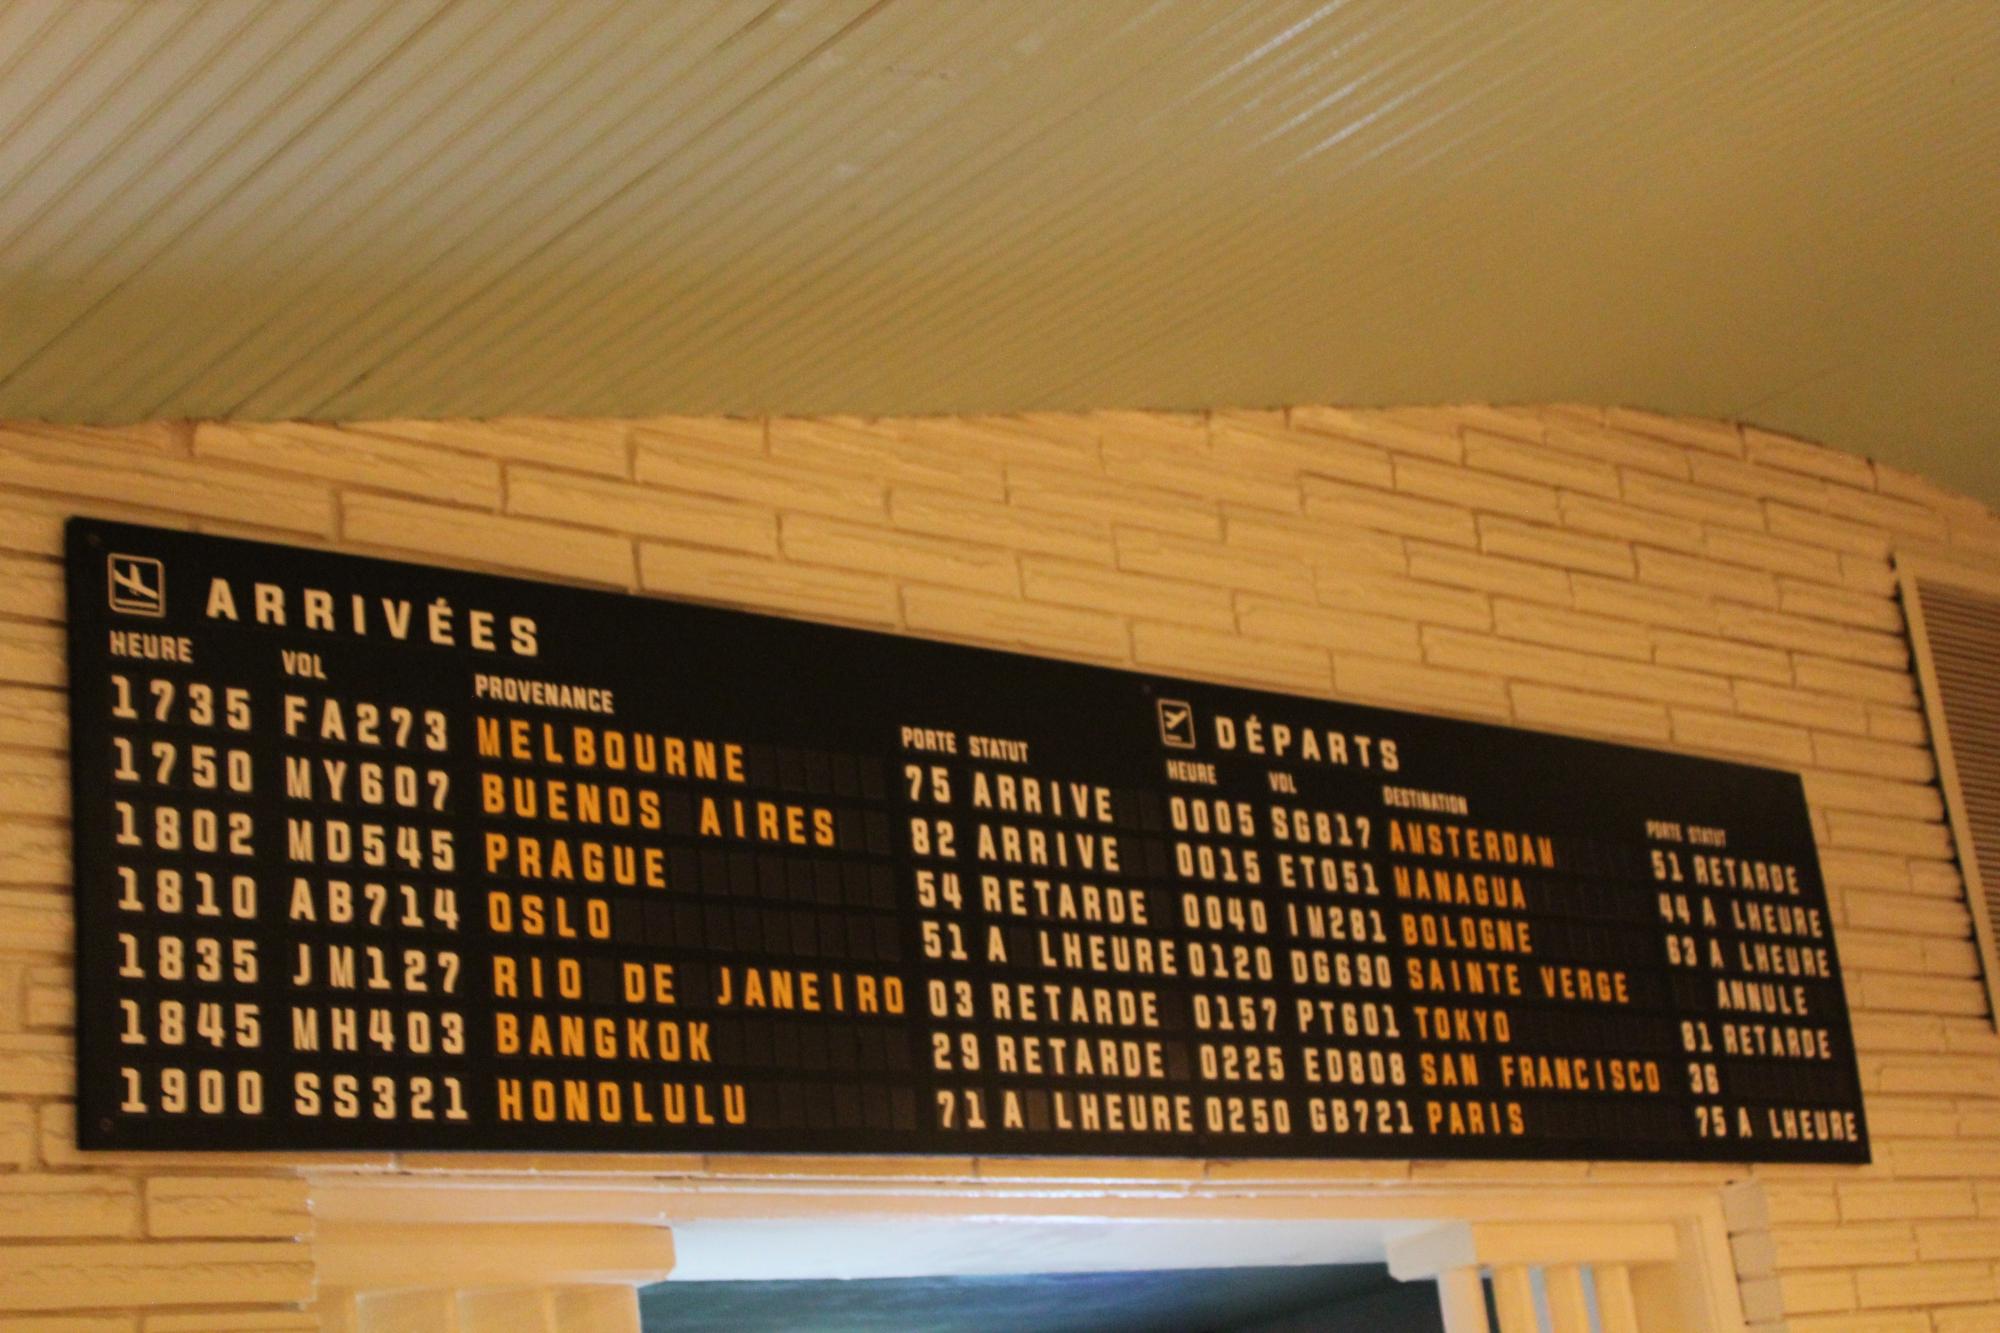 ARRIVÉES
HEURE VOL PROVENANCE PORTE STATUT
1735 FA273 MELBOURNE 75 ARRIVE
1750 MY607 BUENOS AIRES 82 ARRIVE
1802 MD545 PRAGUE 54 RETARDE
1810 AB714 OSLO 51 A LHEURE
1835 JM127 RIO DE JANEIRO 03 RETARDE
1845 MH403 BANGKOK 29 RETARDE
1900 SS321 HONOLULU 71 A LHEURE
DÉPARTS
HEURE VOL DESTINATION PORTE STATUT
0005 SG817 AMSTERDAM 51 RETARDE
0015 ET051 MANAGUA 44 A LHEURE
0040 IM281 BOLOGNE 63 A LHEURE
0120 DG690 SAINTE VERGE ANNULE
0157 PT601 TOKYO 81 RETARDE
0225 ED808 SAN FRANCISCO 36
0250 GB721 PARIS 75 A LHEURE